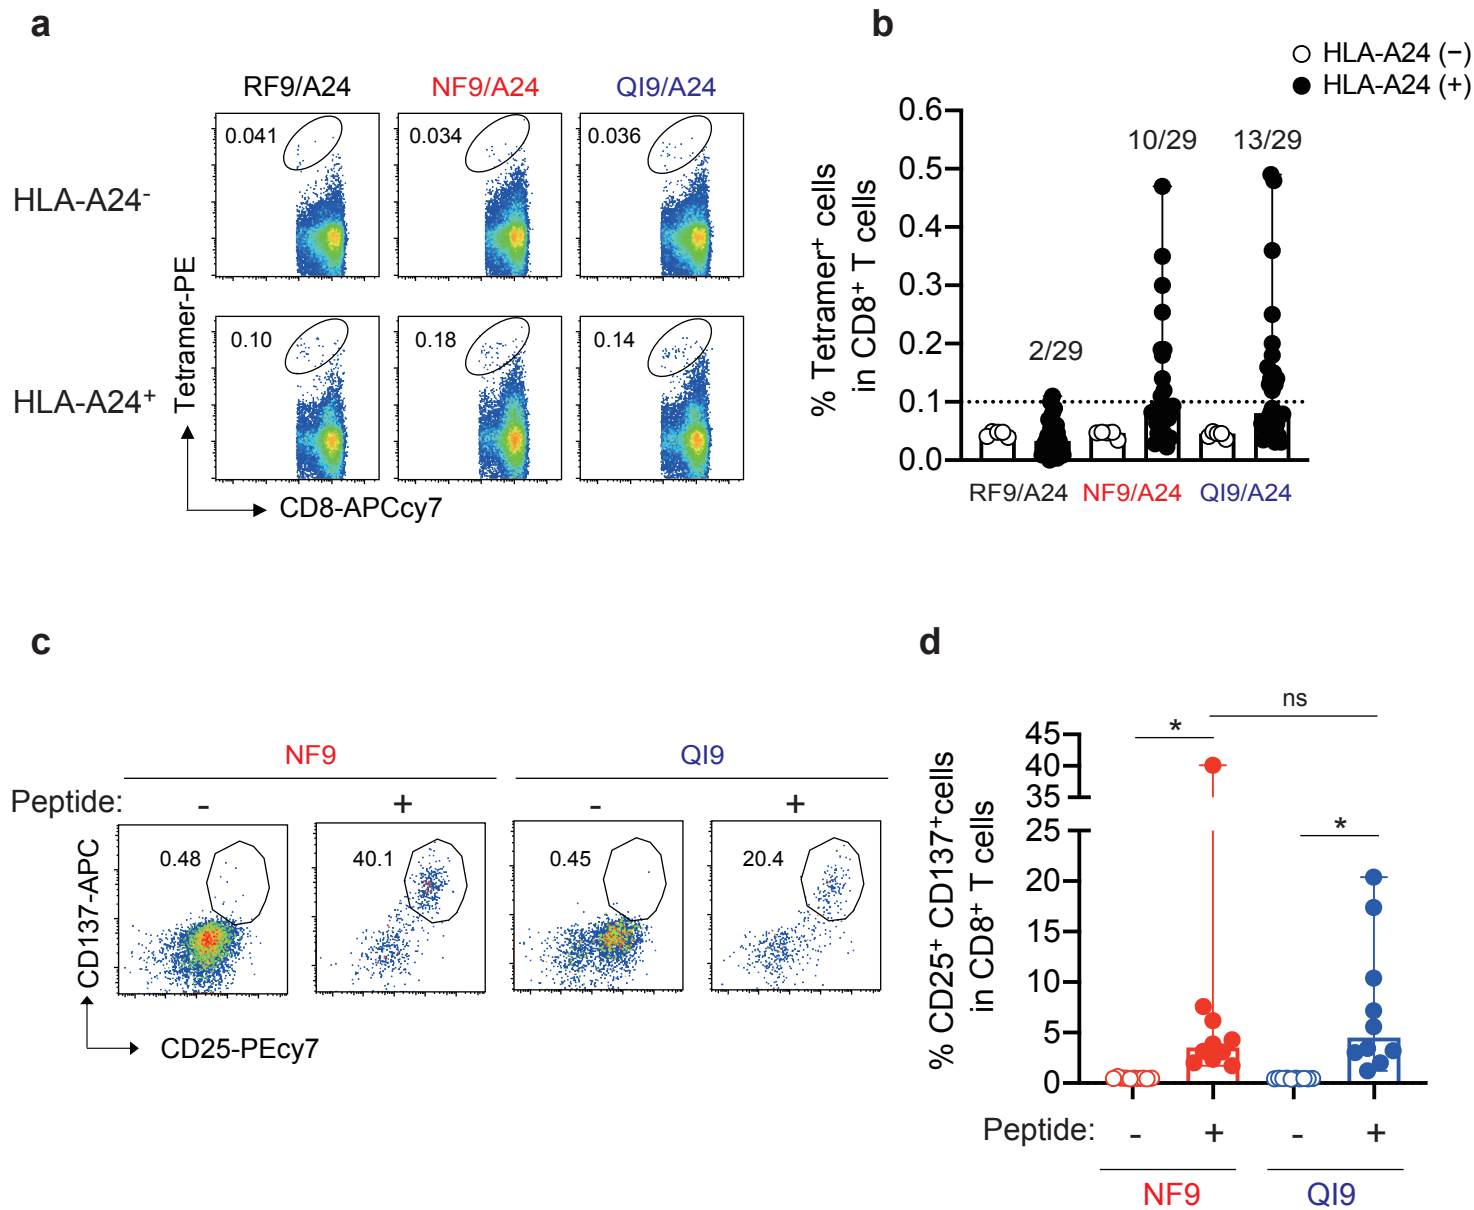 a
RF9/A24 NF9/A24 QI9/A24
HLA-A24-
0.041 0.034 0.036
HLA-A24+
0.10 0.18 0.14
Tetramer-PE
CD8-APCcy7
b
HLA-A24 (−)
HLA-A24 (+)
% Tetramer+ cells
in CD8+ T cells
0.6
0.5
0.4
0.3
0.2
0.1
0.0
2/29 10/29 13/29
RF9/A24 NF9/A24 QI9/A24
c
NF9 QI9
Peptide: - + - +
0.48 40.1 0.45 20.4
CD137-APC
CD25-PEcy7
d
% CD25+ CD137+cells
in CD8+ T cells
ns
* *
45
40
35
25
20
15
10
5
0
Peptide: - + - +
NF9 QI9